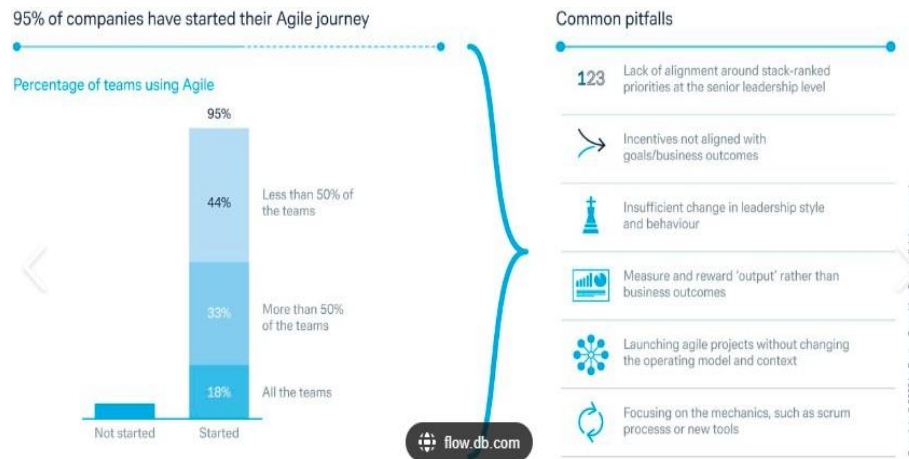 95% of companies have started their Agile journey
Percentage of teams using Agile
95%
44%
Less than 50% of
the teams
33%
More than 50%
of the teams
18%
All the teams
Not started
Started
Common pitfalls
123
Lack of alignment around stack-ranked
priorities at the senior leadership level
Incentives not aligned with
goals/business outcomes
Insufficient change in leadership style
and behaviour
Measure and reward 'output' rather than
business outcomes
Launching agile projects without changing
the operating model and context
Focusing on the mechanics, such as scrum
processs or new tools
flow.db.com